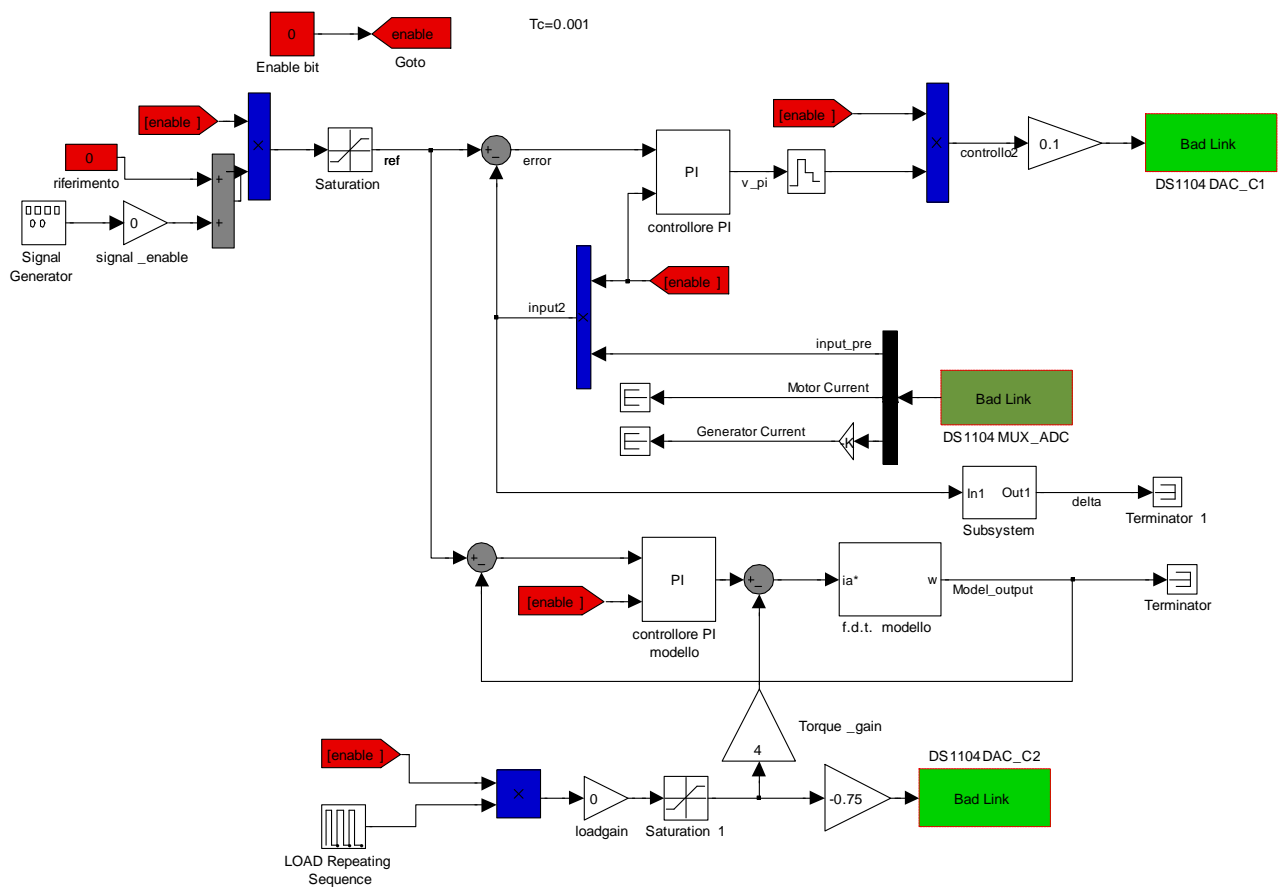 Tc=0.001
0
Enable bit
enable
Goto
[enable ]
0
riferimento
Signal
Generator
0
signal _enable
+
+
×
Saturation
ref
+
−
error
PI
controllore PI
v_pi
[enable ]
×
controllo2
0.1
Bad Link
DS1104 DAC_C1
[enable ]
input2
×
input_pre
Motor Current
Generator Current
-K-
Bad Link
DS1104 MUX_ADC
In1
Out1
Subsystem
delta
Terminator 1
+
−
PI
controllore PI
modello
[enable ]
+
−
ia*
w
f.d.t. modello
Model_output
Terminator
4
Torque _gain
[enable ]
LOAD Repeating
Sequence
×
0
loadgain
Saturation 1
-0.75
DS1104 DAC_C2
Bad Link